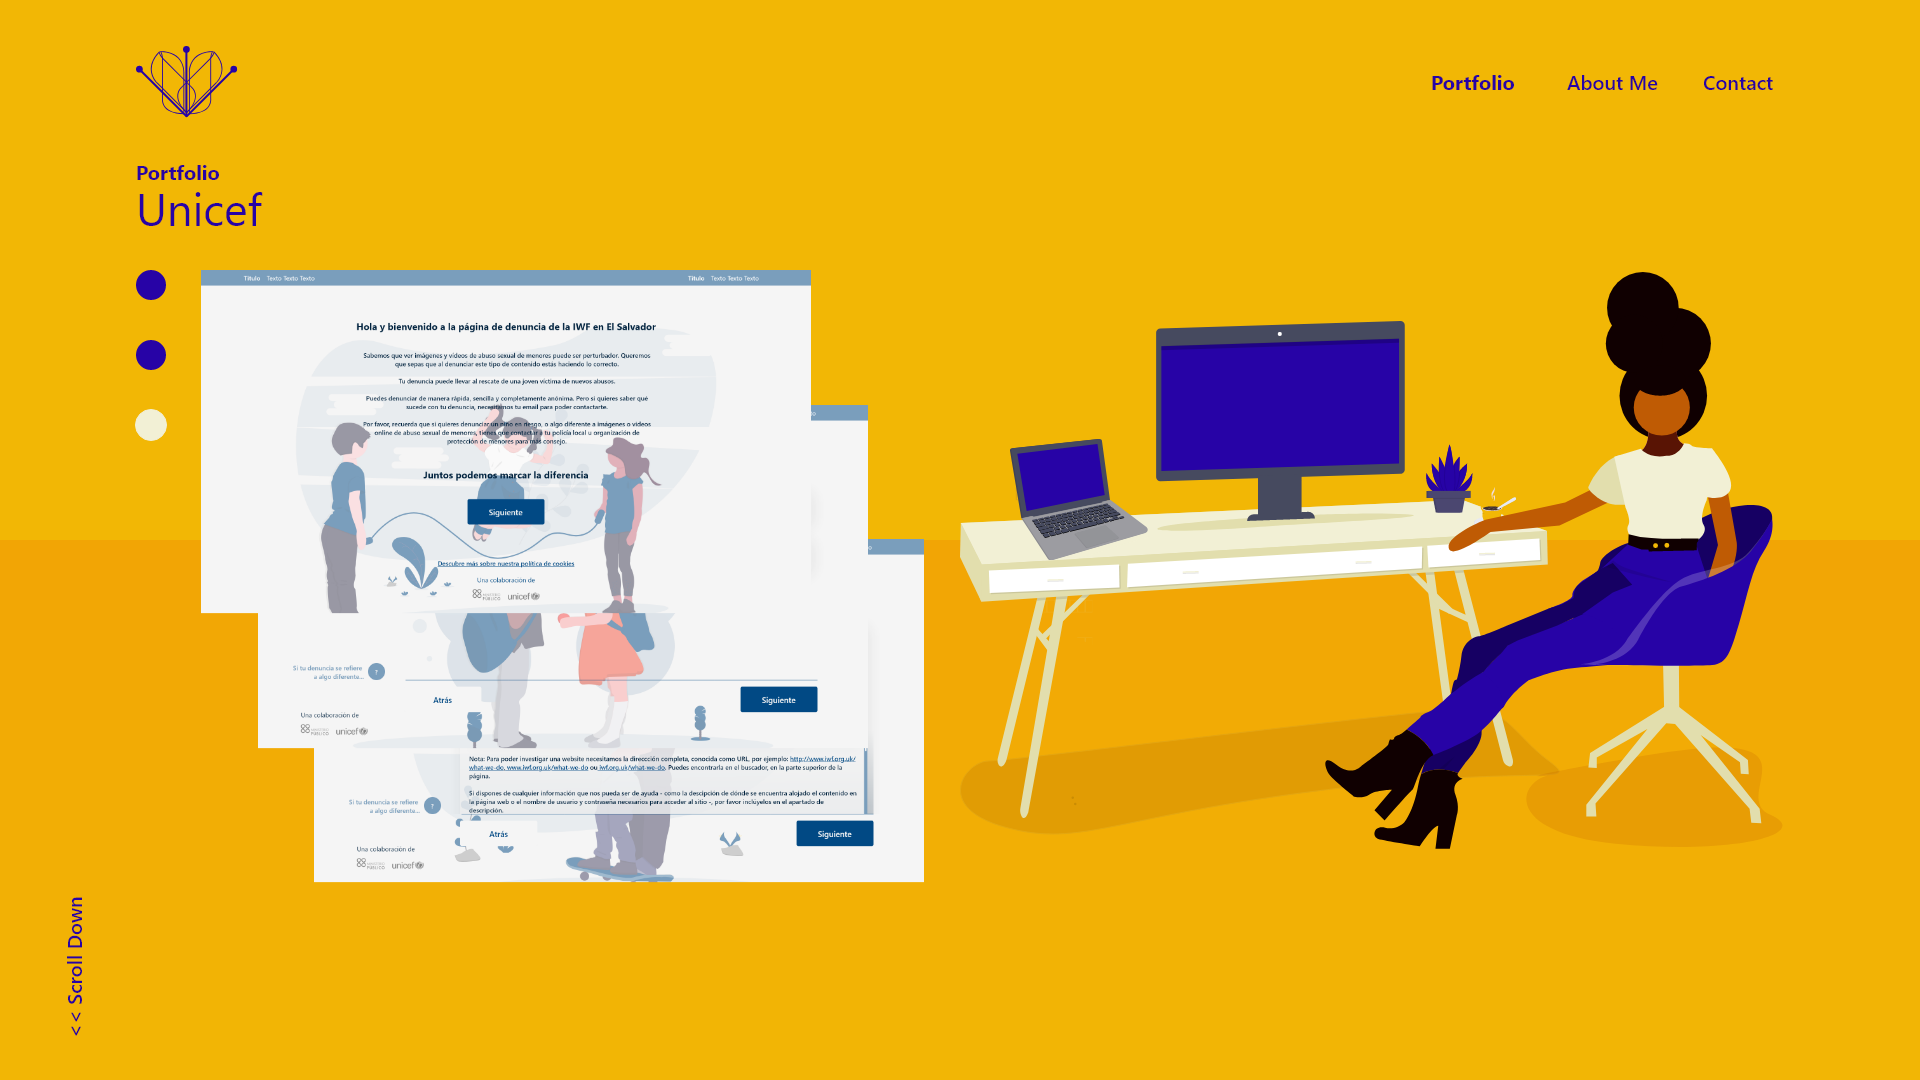 Portfolio
About Me
Contact
Portfolio
Unicef
Título Texto Texto Texto
Título Texto Texto Texto
Hola y bienvenido a la página de denuncia de la IWF en El Salvador
Sabemos que ver imágenes y vídeos de abuso sexual de menores puede ser perturbador. Queremos
que sepas que al denunciar este tipo de contenido estás haciendo lo correcto.
Tu denuncia puede llevar al rescate de una joven víctima de nuevos abusos.
Puedes denunciar de manera rápida, sencilla y completamente anónima. Pero si quieres saber qué
sucede con tu denuncia, necesitamos tu email para poder contactarte.
Por favor, recuerda que si quieres denunciar un niño en riesgo, o algo diferente a imágenes o vídeos
online de abuso sexual de menores, tienes que contactar a tu policía local u organización de
protección de menores para más consejo.
Juntos podemos marcar la diferencia
Siguiente
Descubre más sobre nuestra política de cookies
Una colaboración de
unicef
Si tu denuncia se refiere
a algo diferente...
?
Atrás
Siguiente
Una colaboración de
unicef
Nota: Para poder investigar una website necesitamos la direccción completa, conocida como URL, por ejemplo: http://www.iwf.org.uk/
what-we-do, www.iwf.org.uk/what-we-do ou iwf.org.uk/what-we-do. Puedes encontrarla en el buscador, en la parte superior de la
página.
Si dispones de cualquier información que nos pueda ser de ayuda - como la descipción de dónde se encuentra alojado el contenido en
la página web o el nombre de usuario y contraseña necesarios para acceder al sitio -, por favor inclúyelos en el apartado de
descripción.
Si tu denuncia se refiere
a algo diferente...
?
Atrás
Siguiente
Una colaboración de
unicef
<< Scroll Down